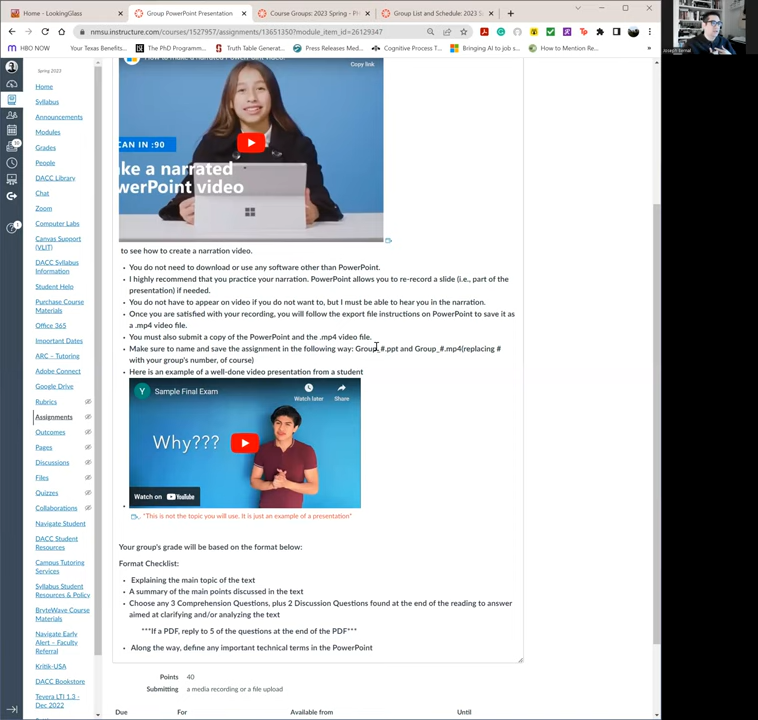 Home - LookingGlass
Group PowerPoint Presentation
Course Groups: 2023 Spring - PH
Group List and Schedule: 2023 S
nmsu.instructure.com/courses/1527957/assignments/13651350?module_item_id=26129347
HBO NOW
Your Texas Benefits...
The PhD Programm...
Truth Table Generat...
Press Releases Med...
Cognitive Process T...
Bringing AI to job s...
How to Mention Re...
Spring 2023
Home
Syllabus
Announcements
Modules
Grades
People
DACC Library
Chat
Zoom
Computer Labs
Canvas Support
(VLIT)
DACC Syllabus
Information
Student Help
Purchase Course
Materials
Office 365
Important Dates
ARC – Tutoring
Adobe Connect
Google Drive
Rubrics
Assignments
Outcomes
Pages
Discussions
Files
Quizzes
Collaborations
Navigate Student
DACC Student
Resources
Campus Tutoring
Services
Syllabus Student
Resources & Policy
BryteWave Course
Materials
Navigate Early
Alert – Faculty
Referral
Kritik-USA
DACC Bookstore
Tevera LTI 1.3 -
Dec 2022
How to make a narrated PowerPoint video
Copy link
CAN IN :90
ke a narrated
werPoint video
to see how to create a narration video.
You do not need to download or use any software other than PowerPoint.
I highly recommend that you practice your narration. PowerPoint allows you to re-record a slide (i.e., part of the
presentation) if needed.
You do not have to appear on video if you do not want to, but I must be able to hear you in the narration.
Once you are satisfied with your recording, you will follow the export file instructions on PowerPoint to save it as
a .mp4 video file.
You must also submit a copy of the PowerPoint and the .mp4 video file.
Make sure to name and save the assignment in the following way: Group_#.ppt and Group_#.mp4(replacing #
with your group's number, of course)
Here is an example of a well-done video presentation from a student
Y Sample Final Exam
Watch later
Share
Why???
Watch on YouTube
"This is not the topic you will use. It is just an example of a presentation"
Your group's grade will be based on the format below:
Format Checklist:
Explaining the main topic of the text
A summary of the main points discussed in the text
Choose any 3 Comprehension Questions, plus 2 Discussion Questions found at the end of the reading to answer
aimed at clarifying and/or analyzing the text
***If a PDF, reply to 5 of the questions at the end of the PDF***
Along the way, define any important technical terms in the PowerPoint
Points 40
Submitting a media recording or a file upload
Due For Available from Until